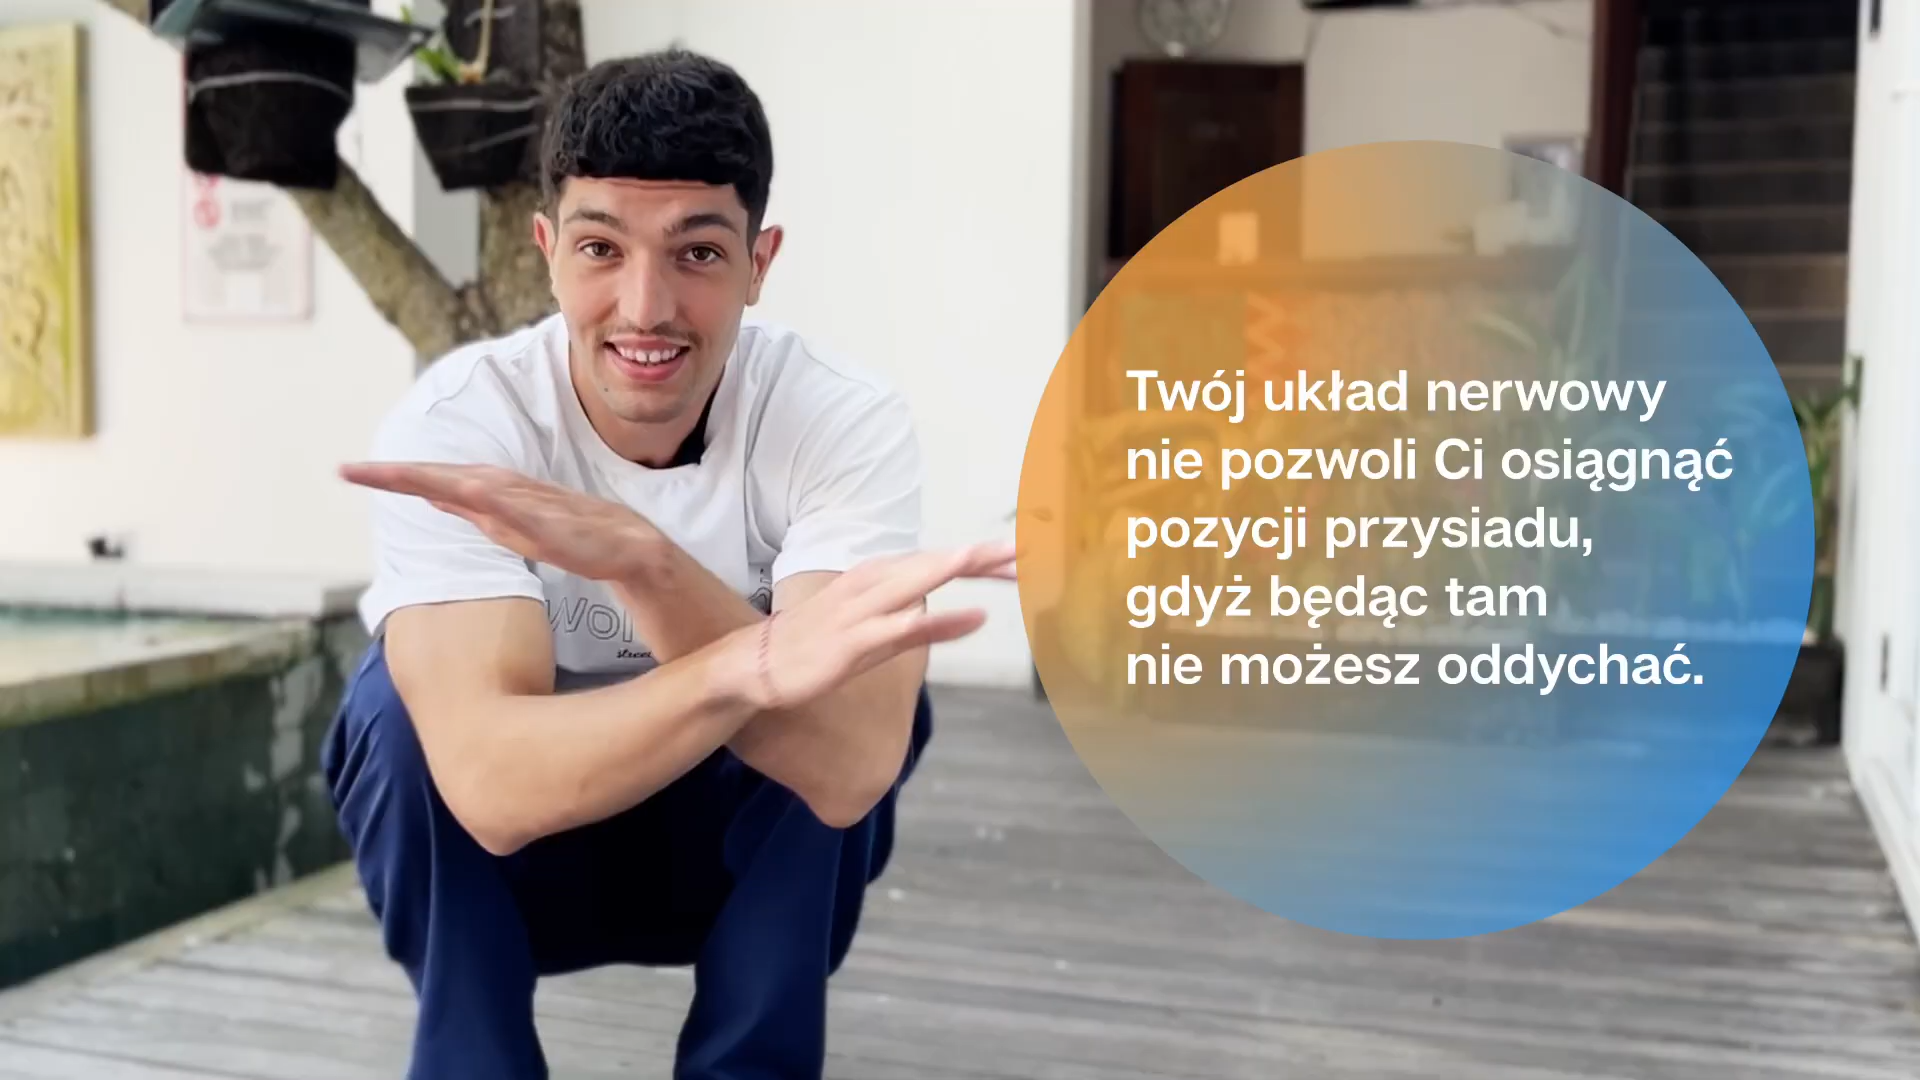 Twój układ nerwowy
nie pozwoli Ci osiągnąć
pozycji przysiadu,
gdyż będąc tam
nie możesz oddychać.